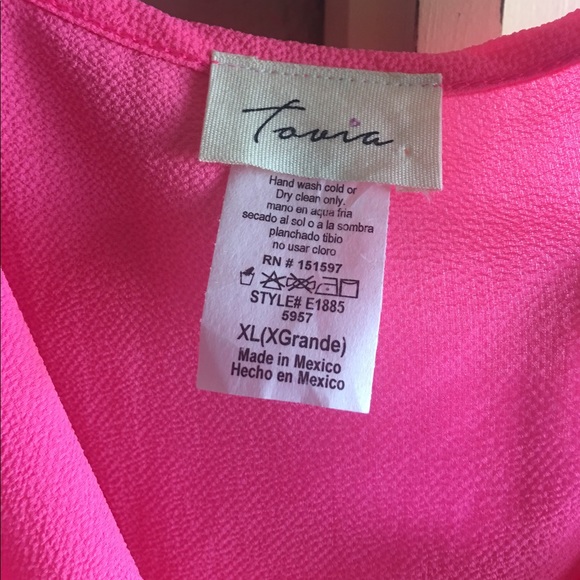 Tovia
Hand wash cold or
Dry clean only.
mano en aqua fria
secado al sol o a la sombra
planchado tibio
no usar cloro
RN # 151597
STYLE# E1885
5957
XL(XGrande)
Made in Mexico
Hecho en Mexico